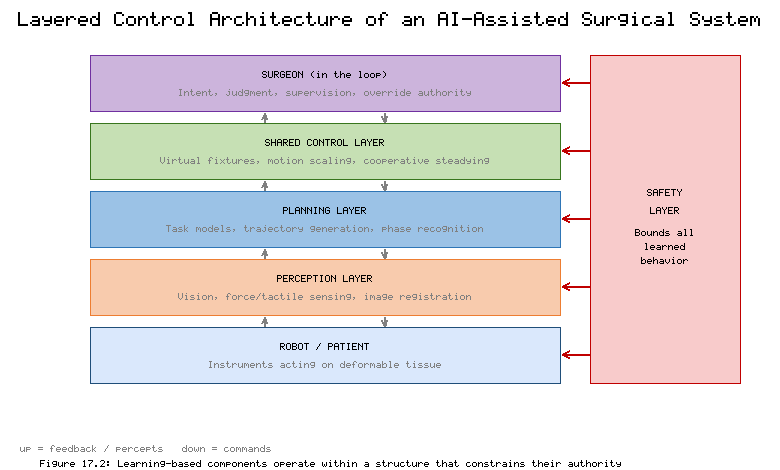 Layered Control Architecture of an AI-Assisted Surgical System
SURGEON (in the loop)
Intent, judgment, supervision, override authority
SHARED CONTROL LAYER
Virtual fixtures, motion scaling, cooperative steadying
PLANNING LAYER
Task models, trajectory generation, phase recognition
PERCEPTION LAYER
Vision, force/tactile sensing, image registration
ROBOT / PATIENT
Instruments acting on deformable tissue
SAFETY
LAYER
Bounds all
learned
behavior
up = feedback / percepts   down = commands
Figure 17.2: Learning-based components operate within a structure that constrains their authority